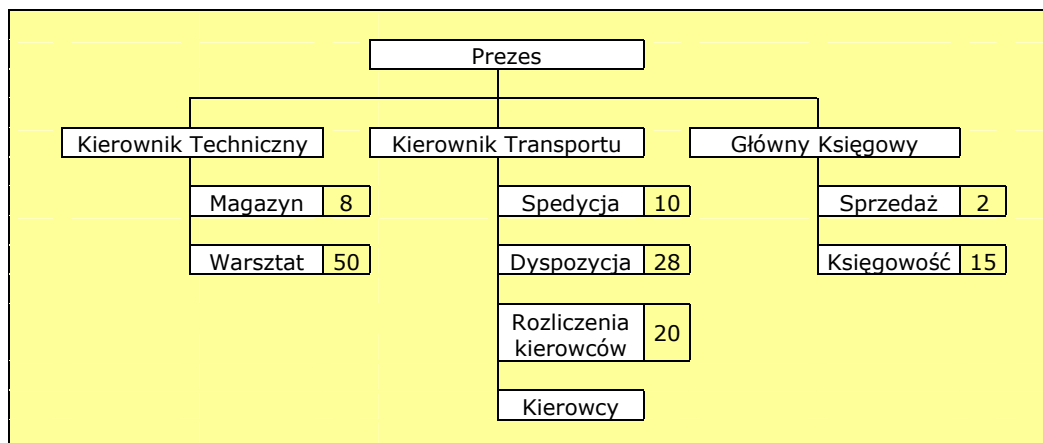 Prezes
Kierownik Techniczny
Kierownik Transportu
Główny Księgowy
Magazyn 8
Spedycja 10
Sprzedaż 2
Warsztat 50
Dyspozycja 28
Księgowość 15
Rozliczenia
kierowców
20
Kierowcy